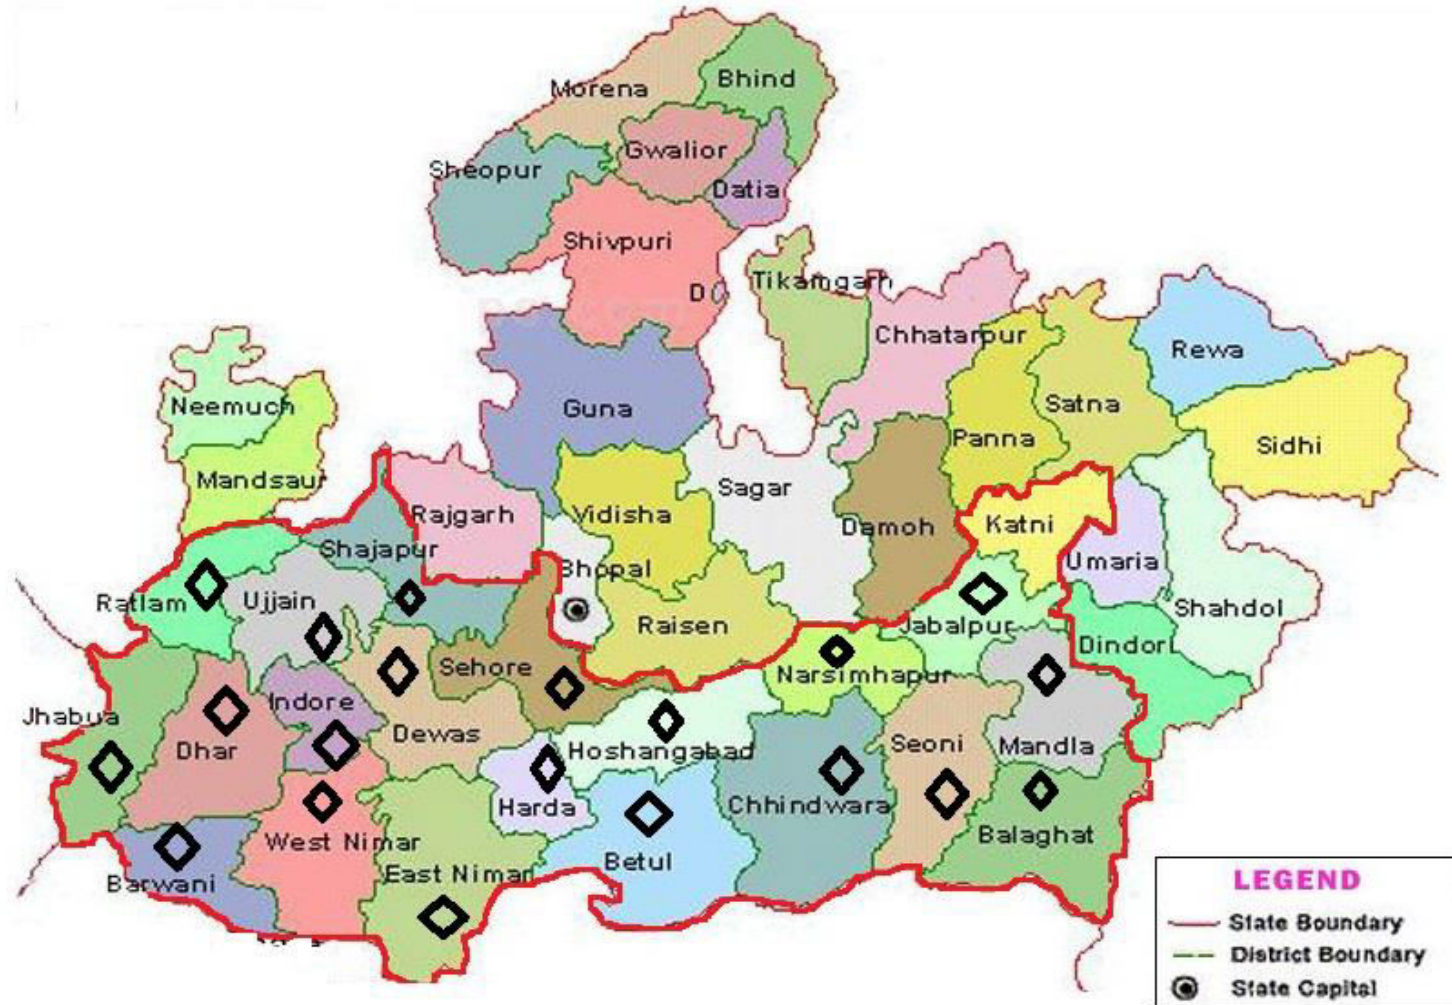 Morena
Bhind
Gwalior
Sheopur
Datia
Shivpuri
D
Tikamgarh
Chhatarpur
Rewa
Neemuch
Guna
Satna
Panna
Sidhi
Mandsaur
Sagar
Rajgarh
Vidisha
Damoh
Katni
Shajapur
Bhopal
Umaria
Ratlam
Ujjain
Raisen
Jabalpur
Shahdol
Dindori
Sehore
Narsimhapur
Indore
Jhabua
Dhar
Dewas
Hoshangabad
Seoni
Mandla
Harda
Chhindwara
West Nimar
Balaghat
Betul
East Nimar
Barwani
LEGEND
State Boundary
District Boundary
State Capital